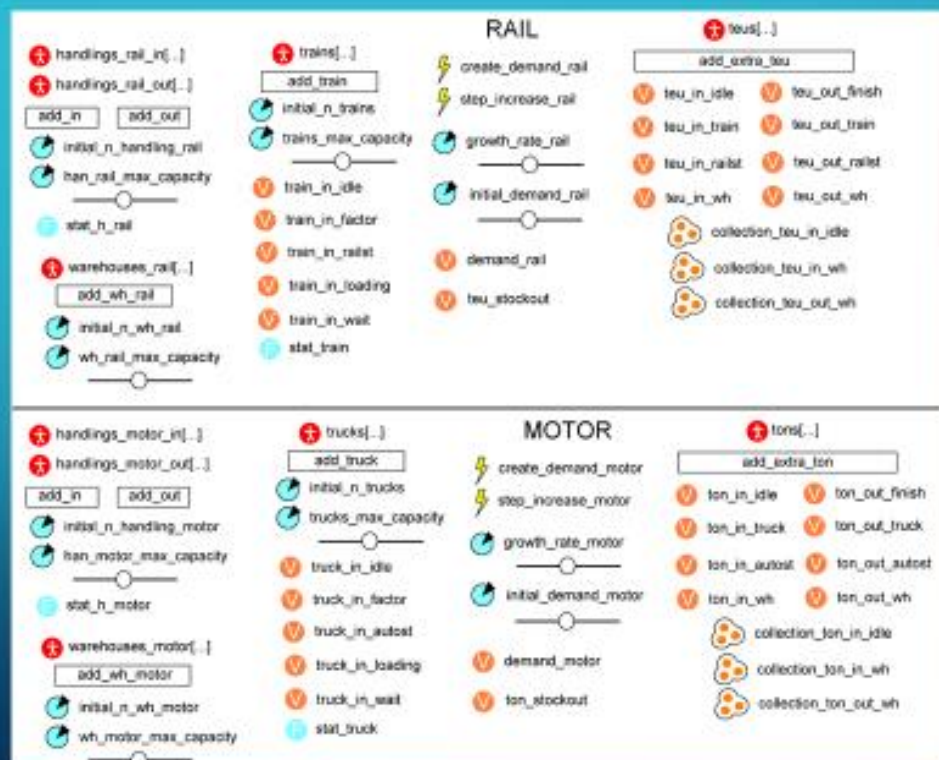 RAIL
handlings_rail_in[...]
handlings_rail_out[...]
add_in
add_out
initial_n_handling_rail
han_rail_max_capacity
stat_h_rail
warehouses_rail[...]
add_wh_rail
initial_n_wh_rail
wh_rail_max_capacity
trains[...]
add_train
initial_n_trains
trains_max_capacity
train_in_idle
train_in_factor
train_in_railst
train_in_loading
train_in_wait
stat_train
create_demand_rail
step_increase_rail
growth_rate_rail
initial_demand_rail
demand_rail
teu_stockout
teus[...]
add_extra_teu
teu_in_idle
teu_out_finish
teu_in_train
teu_out_train
teu_in_railst
teu_out_railst
teu_in_wh
teu_out_wh
collection_teu_in_idle
collection_teu_in_wh
collection_teu_out_wh
MOTOR
handlings_motor_in[...]
handlings_motor_out[...]
add_in
add_out
initial_n_handling_motor
han_motor_max_capacity
stat_h_motor
warehouses_motor[...]
add_wh_motor
initial_n_wh_motor
wh_motor_max_capacity
trucks[...]
add_truck
initial_n_trucks
trucks_max_capacity
truck_in_idle
truck_in_factor
truck_in_autost
truck_in_loading
truck_in_wait
stat_truck
create_demand_motor
step_increase_motor
growth_rate_motor
initial_demand_motor
demand_motor
ton_stockout
tons[...]
add_extra_ton
ton_in_idle
ton_out_finish
ton_in_truck
ton_out_truck
ton_in_autost
ton_out_autost
ton_in_wh
ton_out_wh
collection_ton_in_idle
collection_ton_in_wh
collection_ton_out_wh